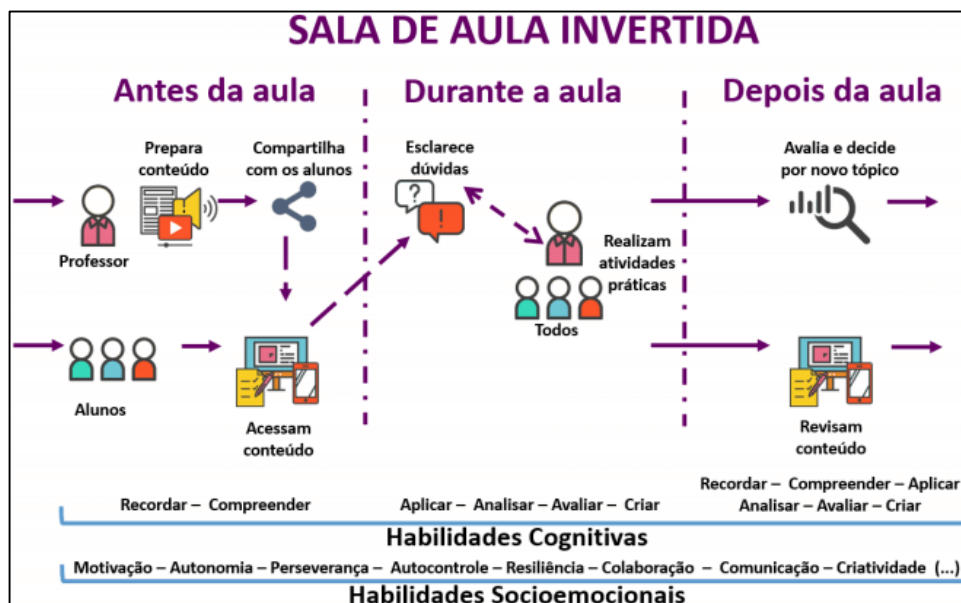 SALA DE AULA INVERTIDA
Antes da aula
Durante a aula
Depois da aula
Prepara
conteúdo
Compartilha
com os alunos
Professor
Alunos
Acessam
conteúdo
Esclarece
dúvidas
Realizam
atividades
práticas
Todos
Avalia e decide
por novo tópico
Revisam
conteúdo
Recordar – Compreender
Aplicar – Analisar – Avaliar – Criar
Recordar – Compreender – Aplicar
Analisar – Avaliar – Criar
Habilidades Cognitivas
Motivação – Autonomia – Perseverança – Autocontrole – Resiliência – Colaboração – Comunicação – Criatividade (...)
Habilidades Socioemocionais